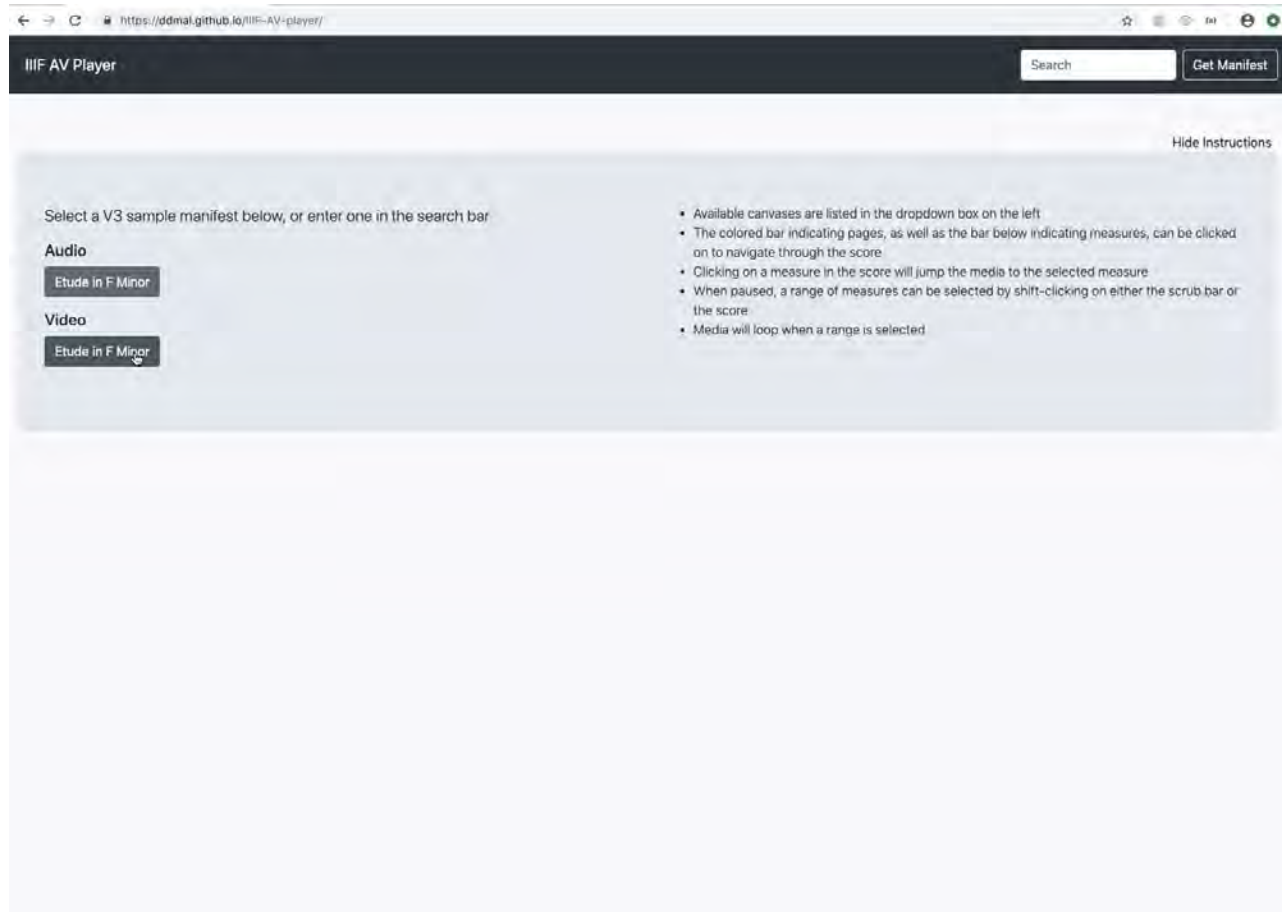 https://ddmal.github.io/IIIF-AV-player/
IIIF AV Player
Search
Get Manifest
Hide Instructions
Select a V3 sample manifest below, or enter one in the search bar
Audio
Etude in F Minor
Video
Etude in F Minor
• Available canvases are listed in the dropdown box on the left
• The colored bar indicating pages, as well as the bar below indicating measures, can be clicked
on to navigate through the score
• Clicking on a measure in the score will jump the media to the selected measure
• When paused, a range of measures can be selected by shift-clicking on either the scrub bar or
the score
• Media will loop when a range is selected